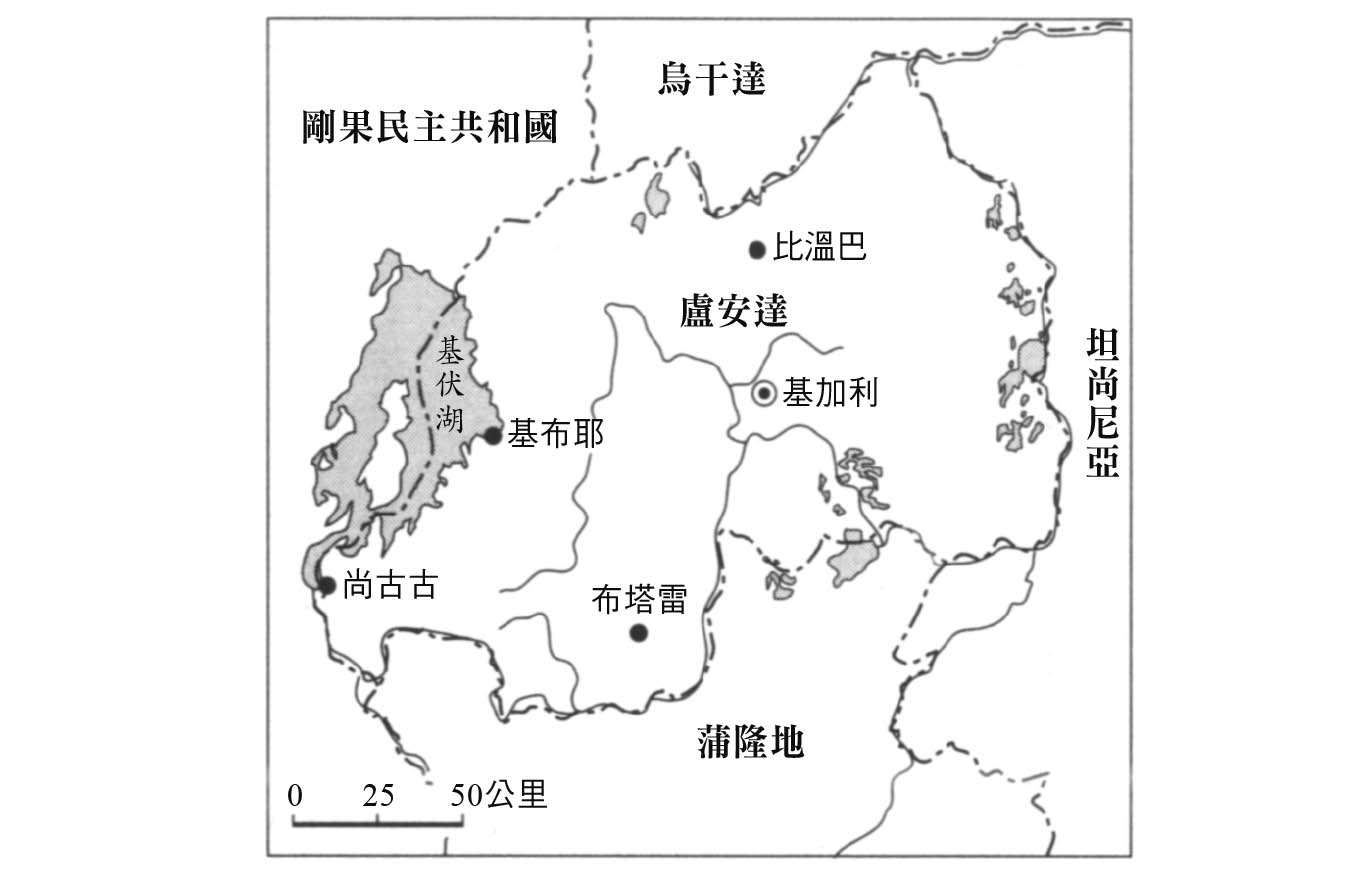 烏干達
剛果民主共和國
比溫巴
盧安達
坦尚尼亞
基伏湖
基加利
基布耶
尚古古
布塔雷
蒲隆地
0 25 50公里